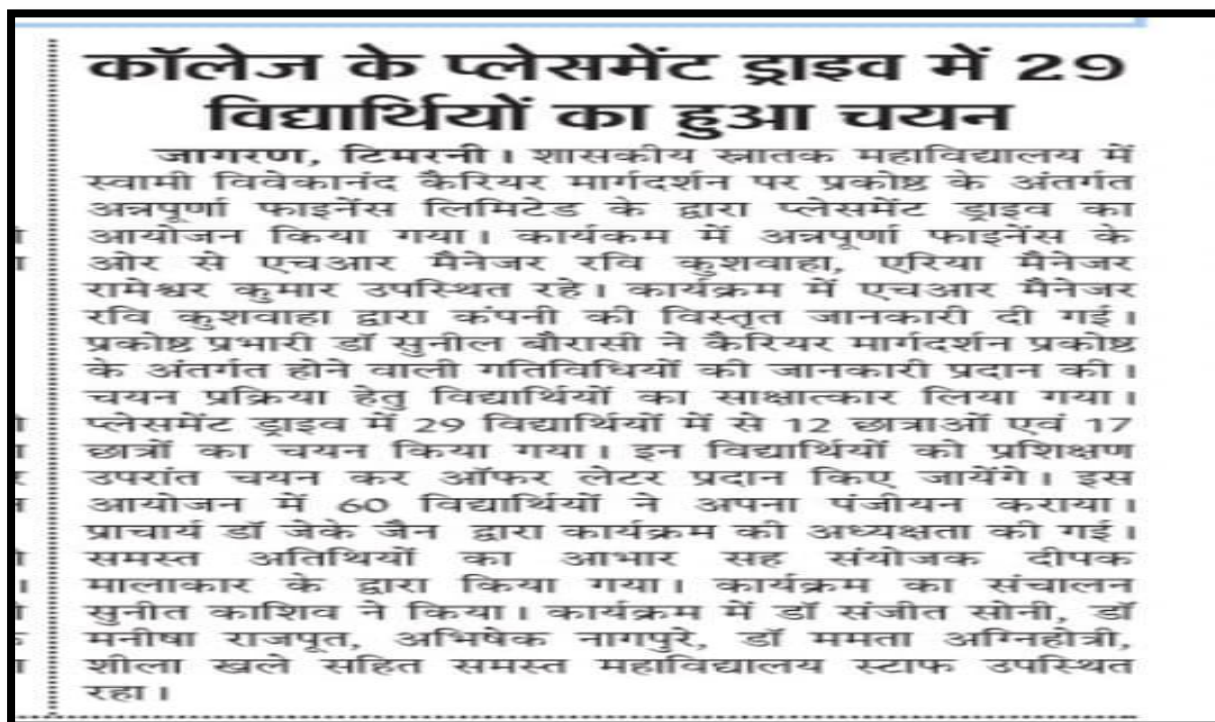 कॉलेज के प्लेसमेंट ड्राइव में 29
विद्यार्थियों का हुआ चयन
जागरण, टिमरनी। शासकीय स्नातक महाविद्यालय में
स्वामी विवेकानंद कैरियर मार्गदर्शन पर प्रकोष्ठ के अंतर्गत
अन्नपूर्णा फाइनेंस लिमिटेड के द्वारा प्लेसमेंट ड्राइव का
आयोजन किया गया। कार्यकम में अन्नपूर्णा फाइनेंस के
ओर से एचआर मैनेजर रवि कुशवाहा, एरिया मैनेजर
रामेश्वर कुमार उपस्थित रहे। कार्यक्रम में एचआर मैनेजर
रवि कुशवाहा द्वारा कंपनी की विस्तृत जानकारी दी गई।
प्रकोष्ठ प्रभारी डॉ सुनील बौरासी ने कैरियर मार्गदर्शन प्रकोष्ठ
के अंतर्गत होने वाली गतिविधियों की जानकारी प्रदान की।
चयन प्रक्रिया हेतु विद्यार्थियों का साक्षात्कार लिया गया।
प्लेसमेंट ड्राइव में 29 विद्यार्थियों में से 12 छात्राओं एवं 17
छात्रों का चयन किया गया। इन विद्यार्थियों को प्रशिक्षण
उपरांत चयन कर ऑफर लेटर प्रदान किए जायेंगे। इस
आयोजन में 60 विद्यार्थियों ने अपना पंजीयन कराया।
प्राचार्य डॉ जेके जैन द्वारा कार्यक्रम की अध्यक्षता की गई।
समस्त अतिथियों का आभार सह संयोजक दीपक
मालाकार के द्वारा किया गया। कार्यक्रम का संचालन
सुनीत काशिव ने किया। कार्यक्रम में डॉ संजीत सोनी, डॉ
मनीषा राजपूत, अभिषेक नागपुरे, डॉ ममता अग्निहोत्री,
शीला खले सहित समस्त महाविद्यालय स्टाफ उपस्थित
रहा।